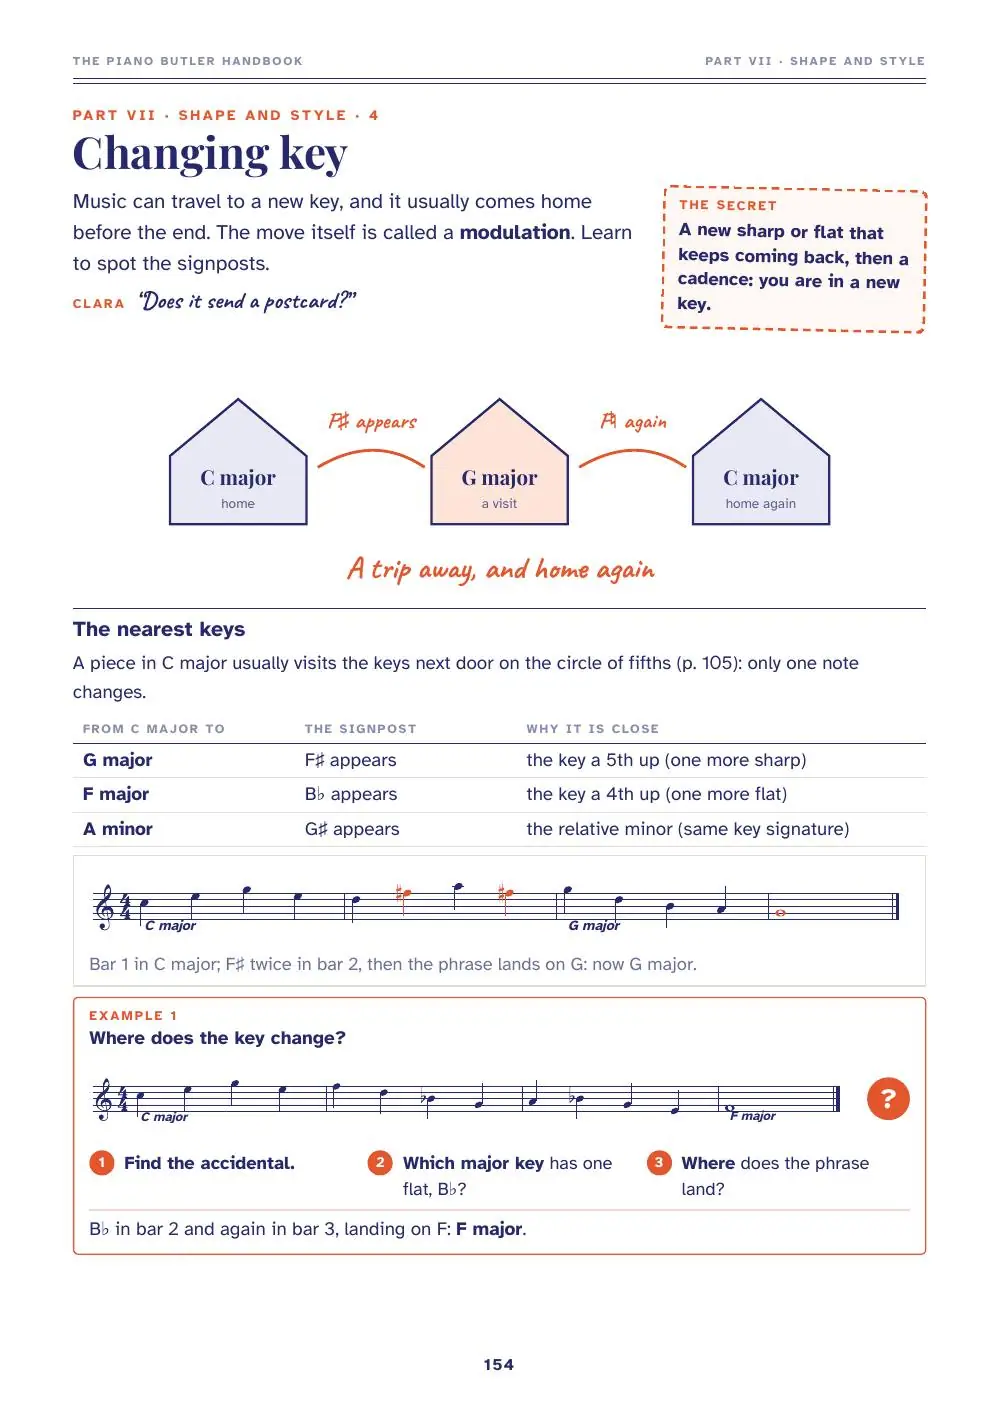 THE PIANO BUTLER HANDBOOK
PART VII · SHAPE AND STYLE
PART VII · SHAPE AND STYLE · 4
Changing key
Music can travel to a new key, and it usually comes home
before the end. The move itself is called a modulation. Learn
to spot the signposts.
CLARA “Does it send a postcard?”
THE SECRET
A new sharp or flat that
keeps coming back, then a
cadence: you are in a new
key.
F♯ appears
F♮ again
C major
home
G major
a visit
C major
home again
A trip away, and home again
The nearest keys
A piece in C major usually visits the keys next door on the circle of fifths (p. 105): only one note
changes.
FROM C MAJOR TO THE SIGNPOST WHY IT IS CLOSE
G major F♯ appears the key a 5th up (one more sharp)
F major B♭ appears the key a 4th up (one more flat)
A minor G♯ appears the relative minor (same key signature)
C major G major
Bar 1 in C major; F♯ twice in bar 2, then the phrase lands on G: now G major.
EXAMPLE 1
Where does the key change?
C major F major
?
1 Find the accidental.
2 Which major key has one
flat, B♭?
3 Where does the phrase
land?
B♭ in bar 2 and again in bar 3, landing on F: F major.
154